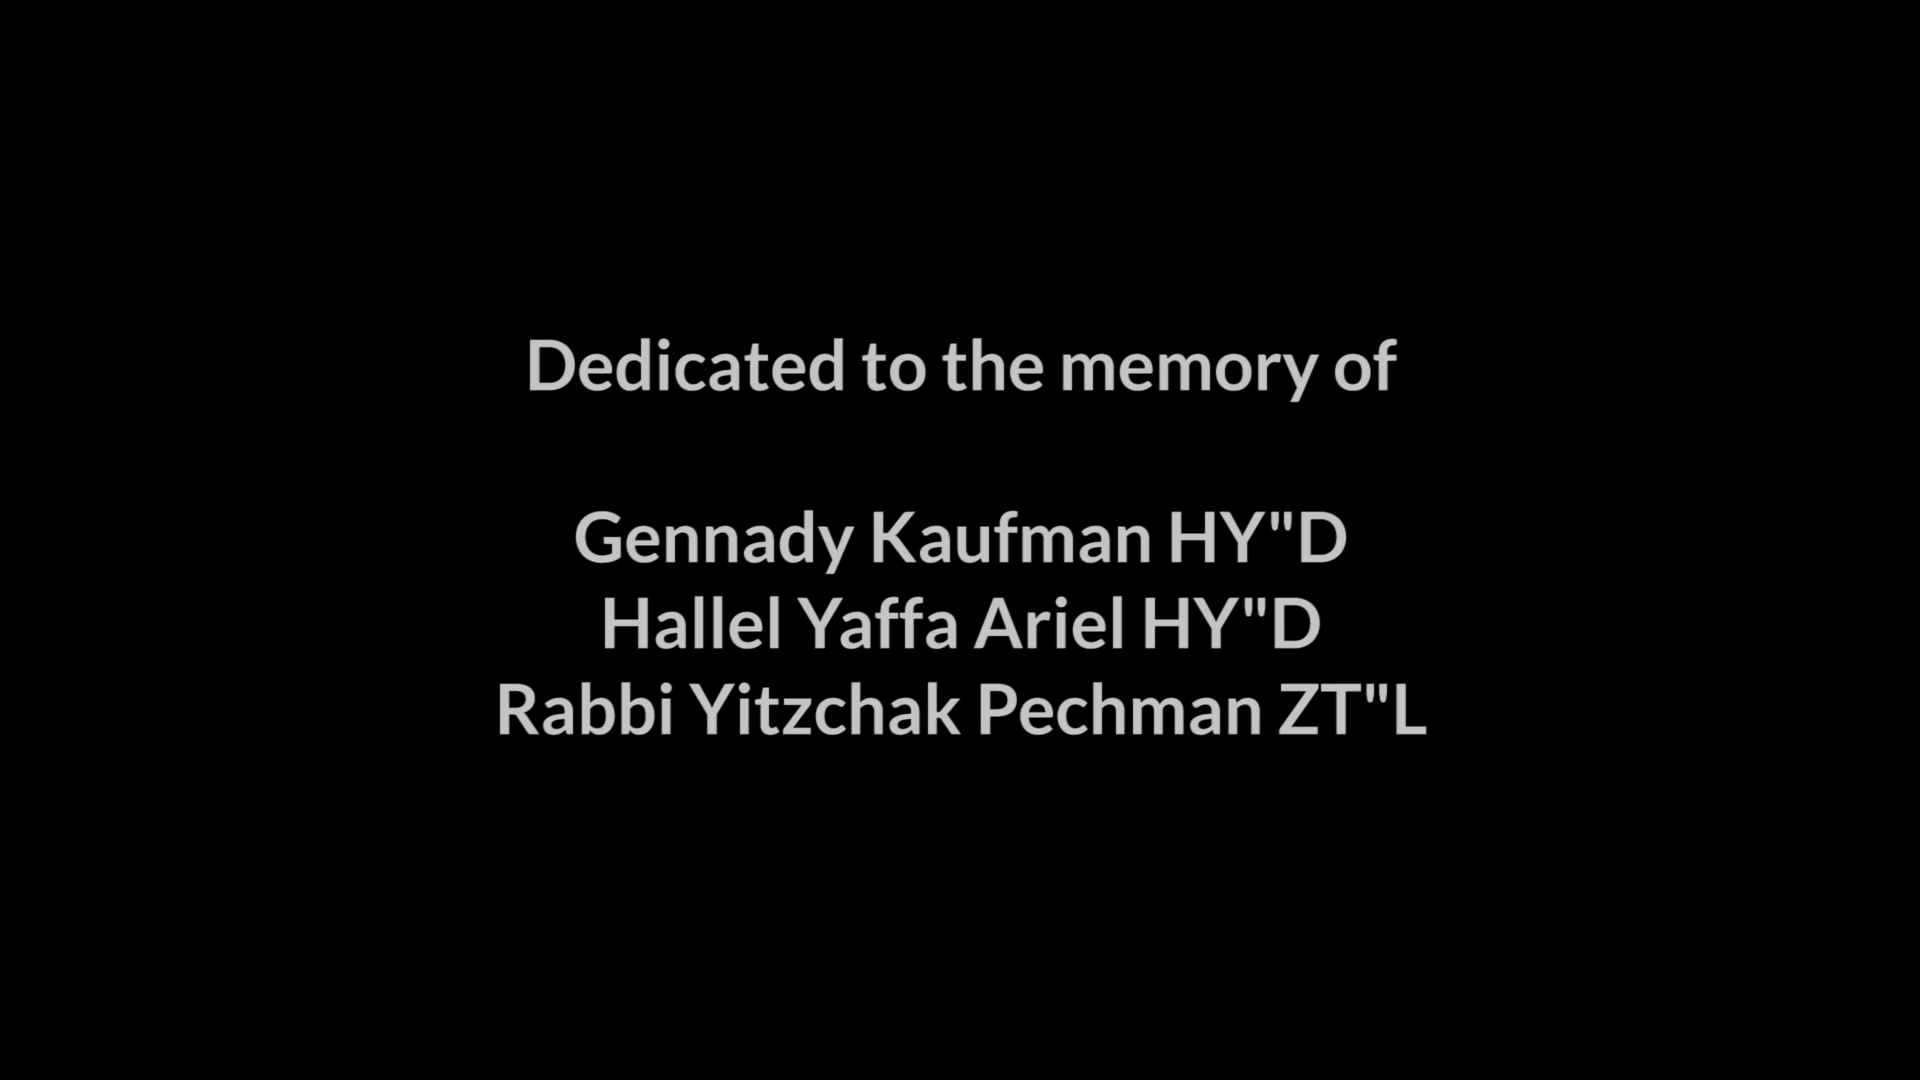 Dedicated to the memory of
Gennady Kaufman HY"D
Hallel Yaffa Ariel HY"D
Rabbi Yitzchak Pechman ZT"L